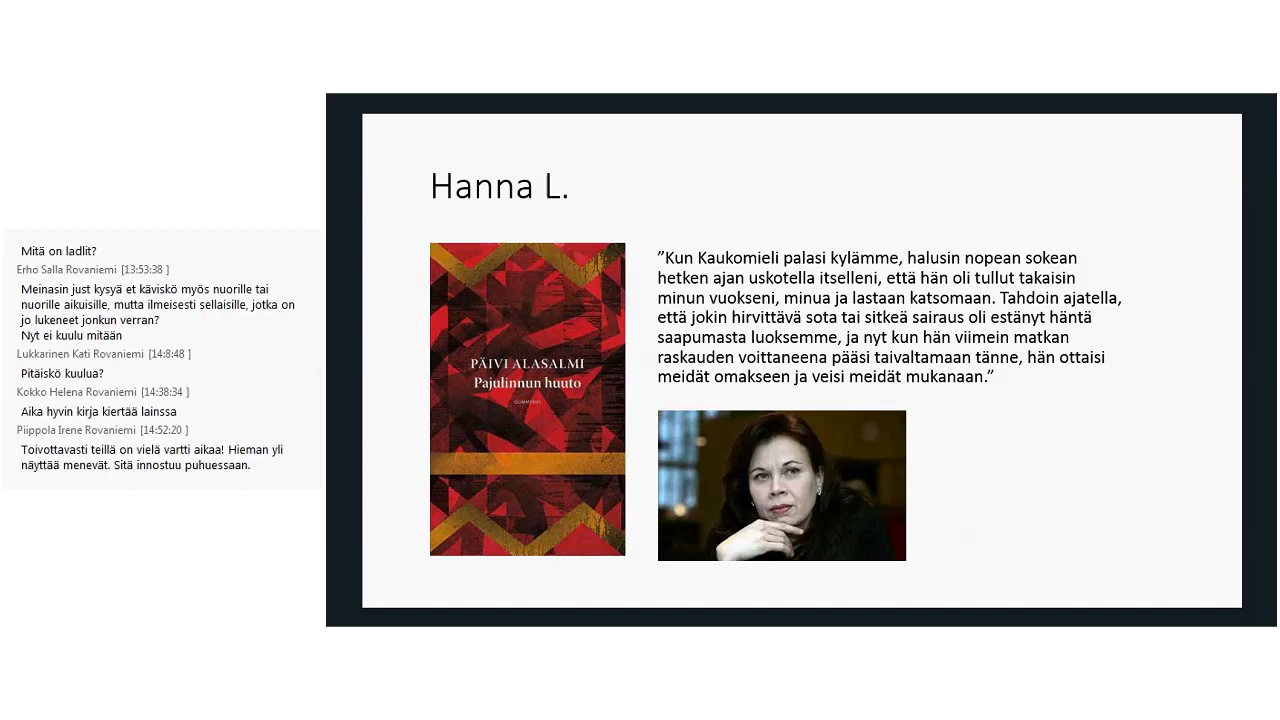 Mitä on ladlit?
Erho Salla Rovaniemi [13:53:38 ]
Meinasin just kysyä et käviskö myös nuorille tai
nuorille aikuisille, mutta ilmeisesti sellaisille, jotka on
jo lukeneet jonkun verran?
Nyt ei kuulu mitään
Lukkarinen Kati Rovaniemi [14:8:48 ]
Pitäiskö kuulua?
Kokko Helena Rovaniemi [14:38:34 ]
Aika hyvin kirja kiertää lainssa
Piippola Irene Rovaniemi [14:52:20 ]
Toivottavasti teillä on vielä vartti aikaa! Hieman yli
näyttää menevät. Sitä innostuu puhuessaan.
Hanna L.
PÄIVI ALASALMI
Pajulinnun huuto
GUMMERUS
”Kun Kaukomieli palasi kylämme, halusin nopean sokean
hetken ajan uskotella itselleni, että hän oli tullut takaisin
minun vuokseni, minua ja lastaan katsomaan. Tahdoin ajatella,
että jokin hirvittävä sota tai sitkeä sairaus oli estänyt häntä
saapumasta luoksemme, ja nyt kun hän viimein matkan
raskauden voittaneena pääsi taivaltamaan tänne, hän ottaisi
meidät omakseen ja veisi meidät mukanaan.”